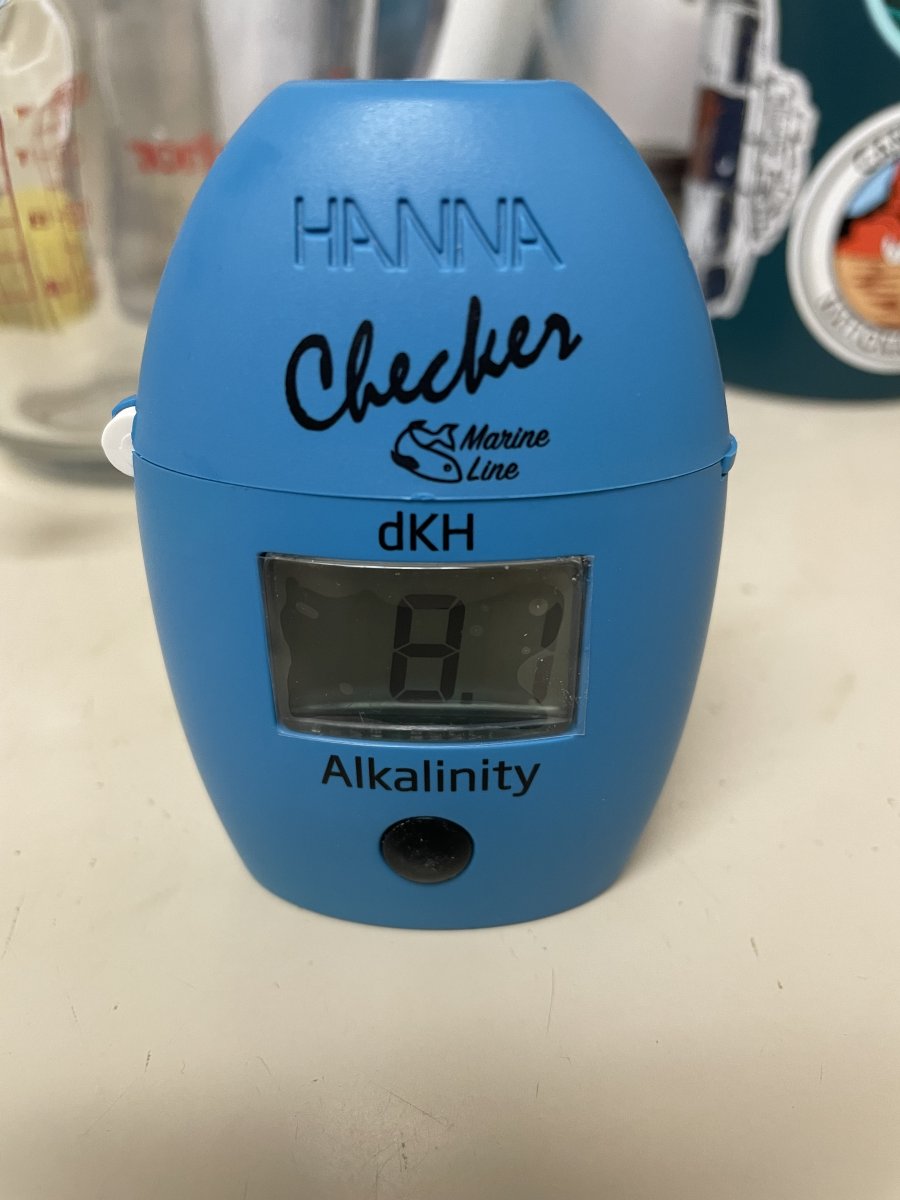 HANNA
Checker
Marine
Line
dKH
8.1
Alkalinity